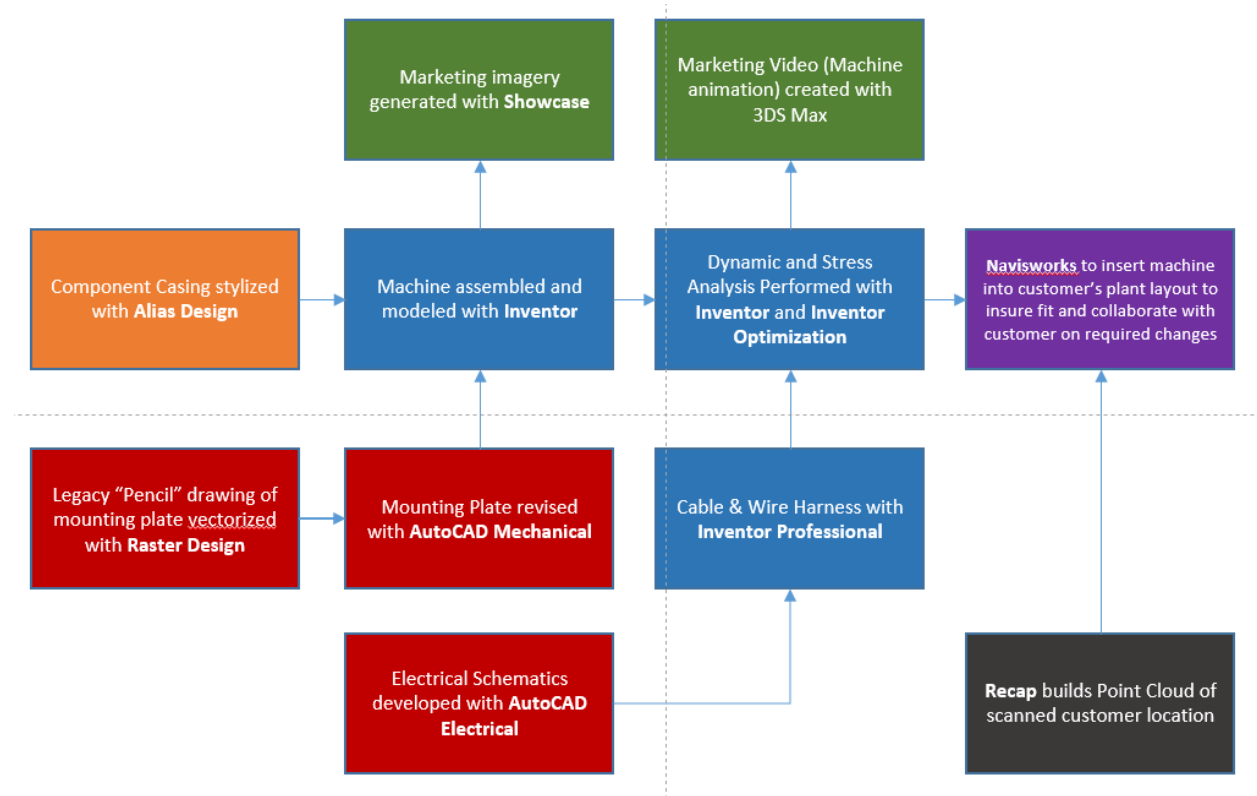 Marketing imagery
generated with Showcase
Marketing Video (Machine
animation) created with
3DS Max
Component Casing stylized
with Alias Design
Machine assembled and
modeled with Inventor
Dynamic and Stress
Analysis Performed with
Inventor and Inventor
Optimization
Navisworks to insert machine
into customer’s plant layout to
insure fit and collaborate with
customer on required changes
Legacy “Pencil” drawing of
mounting plate vectorized
with Raster Design
Mounting Plate revised
with AutoCAD Mechanical
Cable & Wire Harness with
Inventor Professional
Electrical Schematics
developed with AutoCAD
Electrical
Recap builds Point Cloud of
scanned customer location